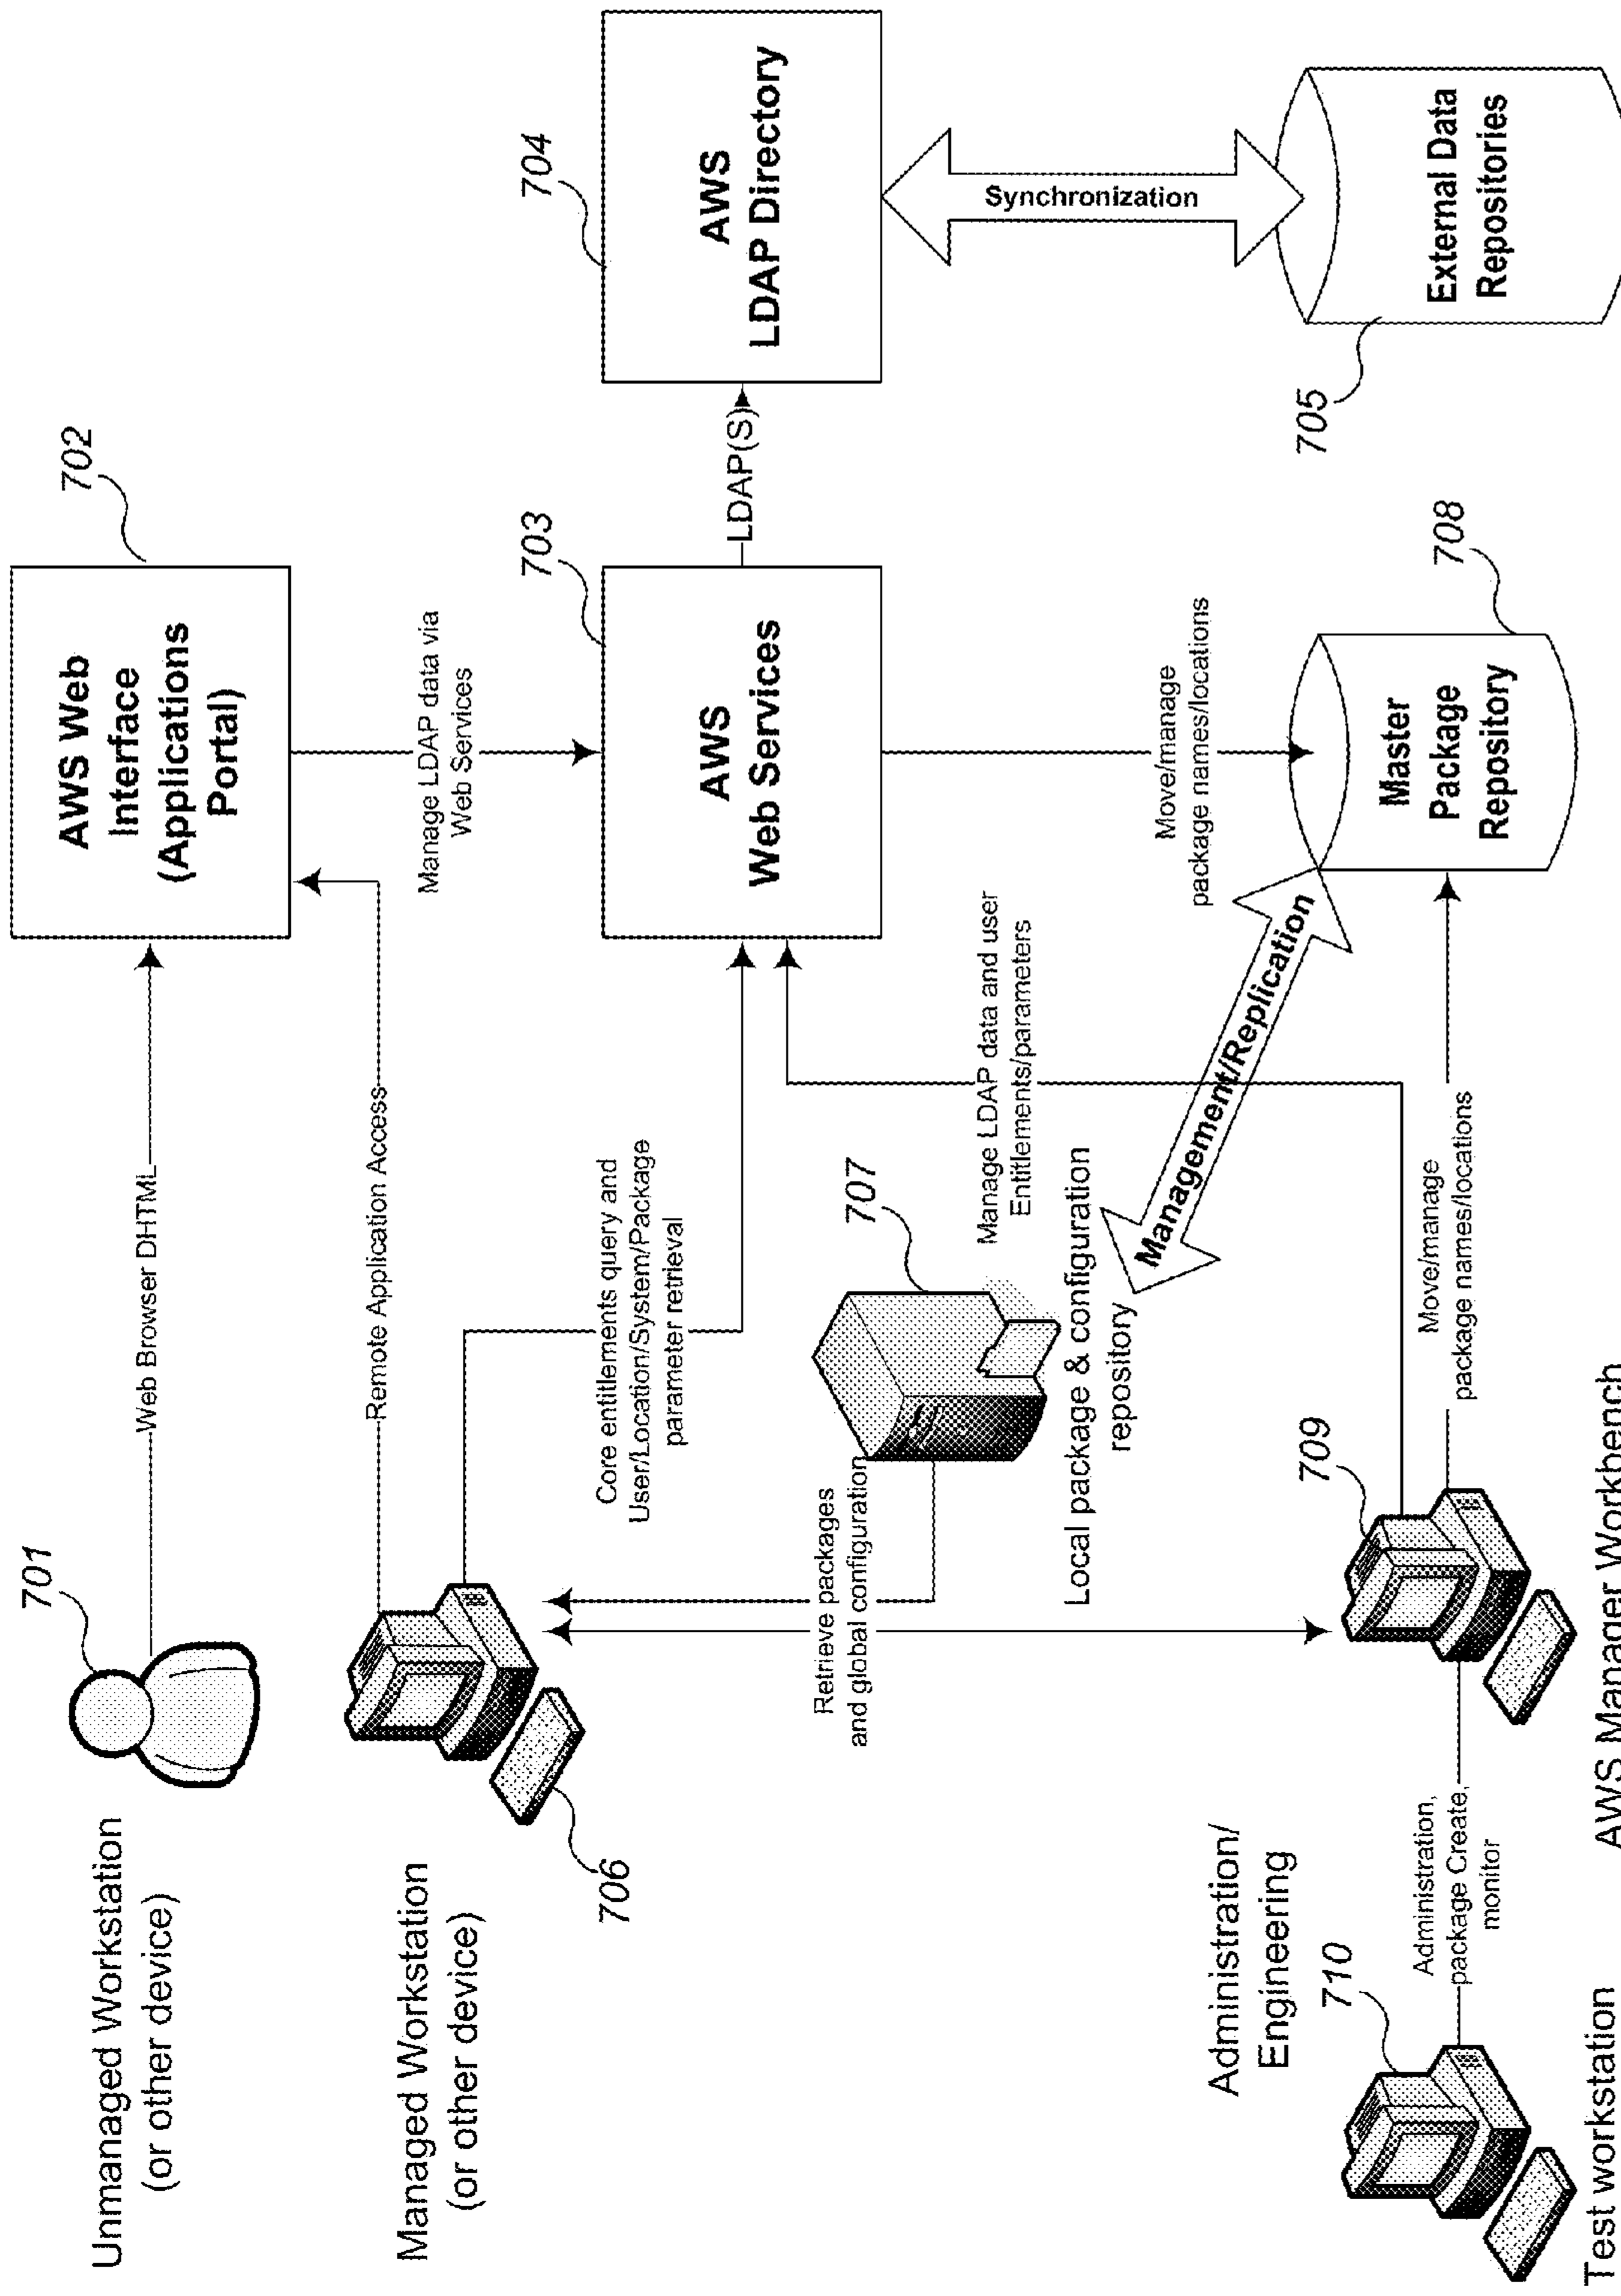 Unmanaged Workstation
(or other device)
701
Web Browser DHTML
AWS Web
Interface
(Applications
Portal)
702
Managed Workstation
(or other device)
706
Remote Application Access
Manage LDAP data via
Web Services
Core entitlements query and
User/Location/System/Package
parameter retrieval
703
AWS
Web Services
LDAP(S)
704
AWS
LDAP Directory
Synchronization
Retrieve packages
and global configuration
707
Local package & configuration
repository
Manage LDAP data and user
Entitlements/parameters
Management/Replication
Move/manage
package names/locations
708
Master
Package
Repository
705
External Data
Repositories
Administration/
Engineering
710
Administration,
package Create,
monitor
709
Move/manage
package names/locations
Test workstation
AWS Manager Workbench